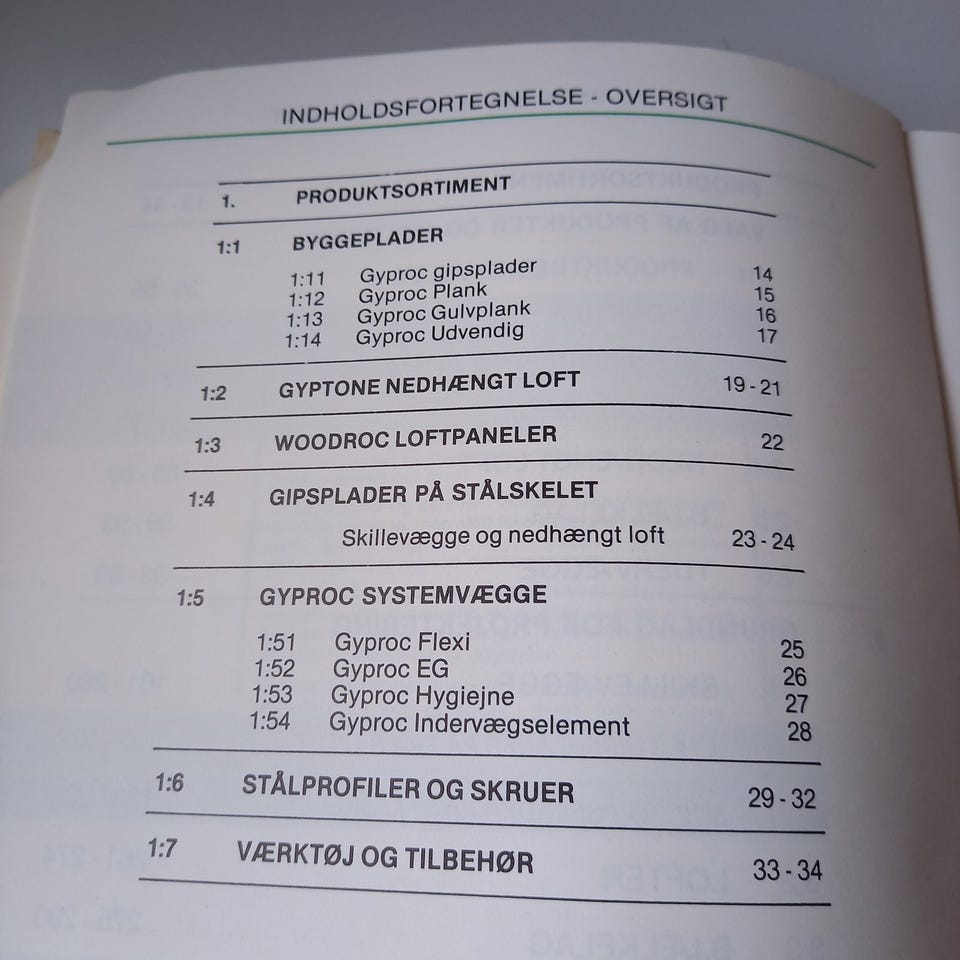 INDHOLDSFORTEGNELSE - OVERSIGT
1. PRODUKTSORTIMENT
1:1 BYGGEPLADER
1:11 Gyproc gipsplader 14
1:12 Gyproc Plank 15
1:13 Gyproc Gulvplank 16
1:14 Gyproc Udvendig 17
1:2 GYPTONE NEDHÆNGT LOFT 19 - 21
1:3 WOODROC LOFTPANELER 22
1:4 GIPSPLADER PÅ STÅLSKELET
Skillevægge og nedhængt loft 23 - 24
1:5 GYPROC SYSTEMVÆGGE
1:51 Gyproc Flexi 25
1:52 Gyproc EG 26
1:53 Gyproc Hygiejne 27
1:54 Gyproc Indervægselement 28
1:6 STÅLPROFILER OG SKRUER 29 - 32
1:7 VÆRKTØJ OG TILBEHØR 33 - 34